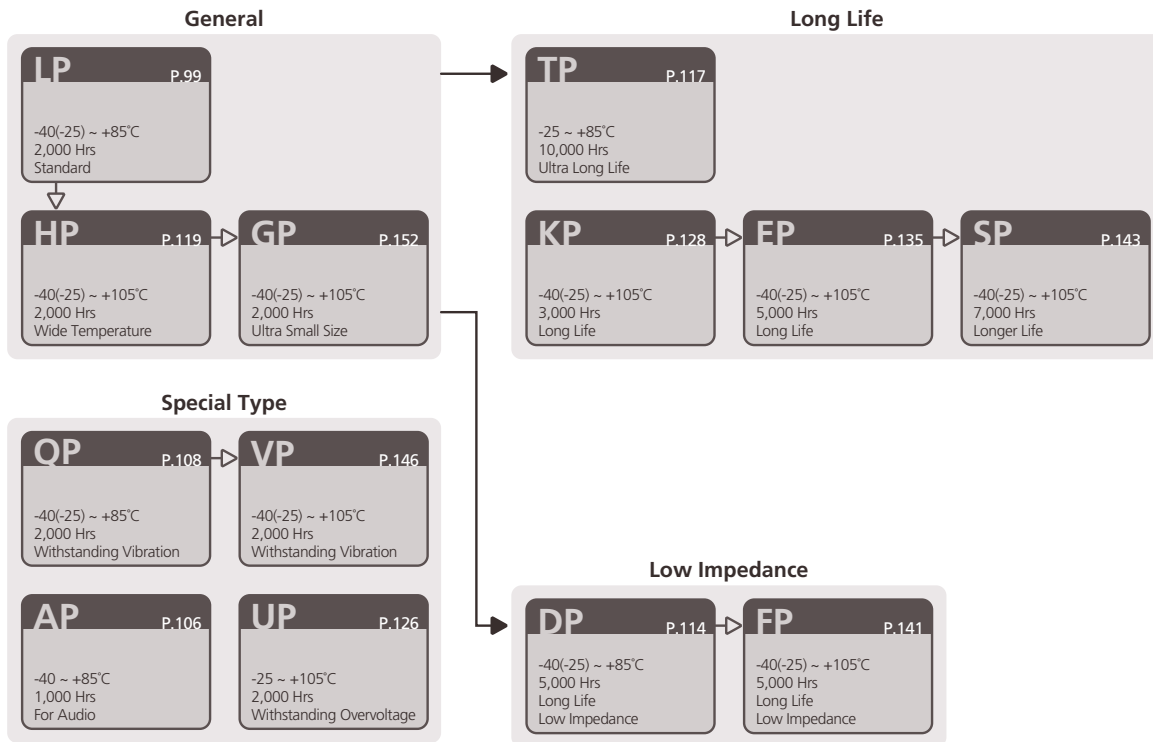 General
LP P.99
-40(-25) ~ +85˚C
2,000 Hrs
Standard
HP P.119
-40(-25) ~ +105˚C
2,000 Hrs
Wide Temperature
GP P.152
-40(-25) ~ +105˚C
2,000 Hrs
Ultra Small Size
Long Life
TP P.117
-25 ~ +85˚C
10,000 Hrs
Ultra Long Life
KP P.128
-40(-25) ~ +105˚C
3,000 Hrs
Long Life
EP P.135
-40(-25) ~ +105˚C
5,000 Hrs
Long Life
SP P.143
-40(-25) ~ +105˚C
7,000 Hrs
Longer Life
Special Type
QP P.108
-40(-25) ~ +85˚C
2,000 Hrs
Withstanding Vibration
VP P.146
-40(-25) ~ +105˚C
2,000 Hrs
Withstanding Vibration
AP P.106
-40 ~ +85˚C
1,000 Hrs
For Audio
UP P.126
-25 ~ +105˚C
2,000 Hrs
Withstanding Overvoltage
Low Impedance
DP P.114
-40(-25) ~ +85˚C
5,000 Hrs
Long Life
Low Impedance
FP P.141
-40(-25) ~ +105˚C
5,000 Hrs
Long Life
Low Impedance